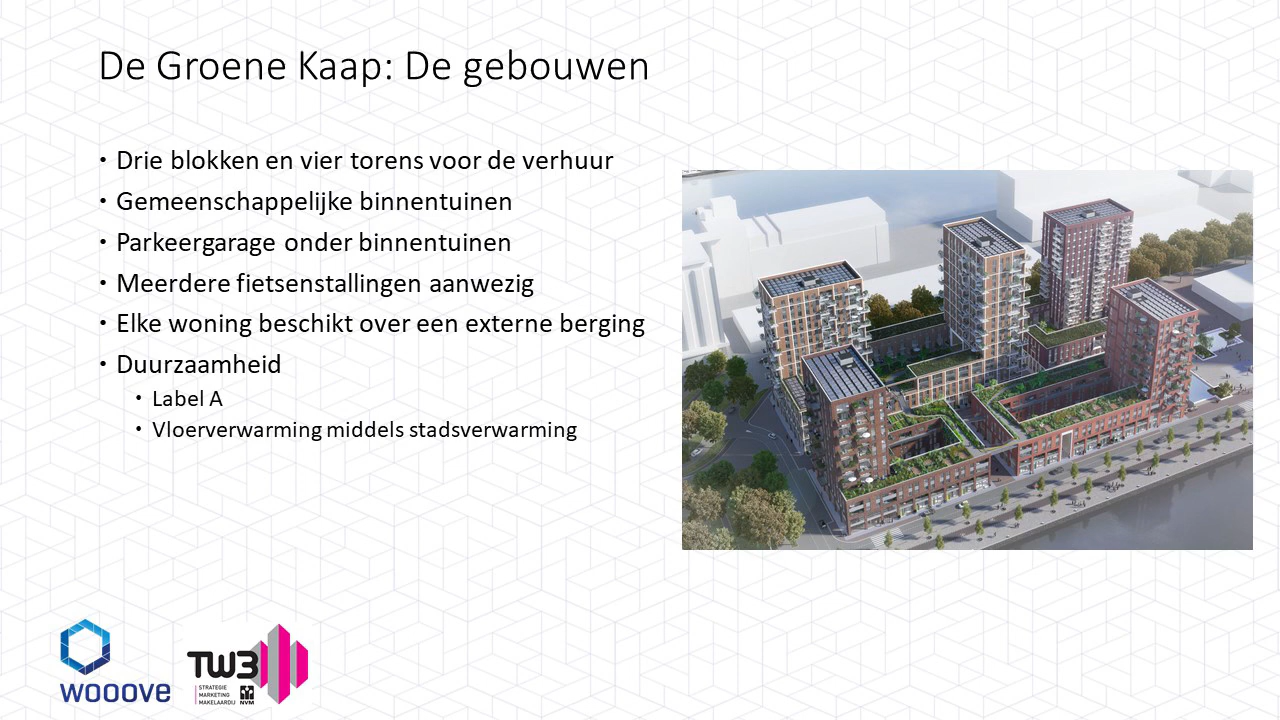 De Groene Kaap: De gebouwen
• Drie blokken en vier torens voor de verhuur
• Gemeenschappelijke binnentuinen
• Parkeergarage onder binnentuinen
• Meerdere fietsenstallingen aanwezig
• Elke woning beschikt over een externe berging
• Duurzaamheid
• Label A
• Vloerverwarming middels stadsverwarming
wooove
TW3
STRATEGIE
MARKETING
MAKELAARDIJ
NVM